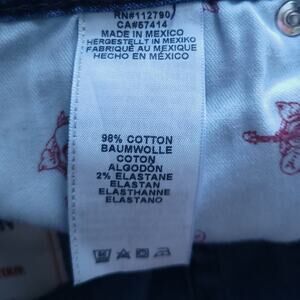 RN#112790
CA#57414
MADE IN MEXICO
HERGESTELLT IN MEXIKO
FABRIQUÉ AU MEXIQUE
HECHO EN MÉXICO
98% COTTON
BAUMWOLLE
COTON
ALGODÓN
2% ELASTANE
ELASTAN
ELASTHANNE
ELASTANO